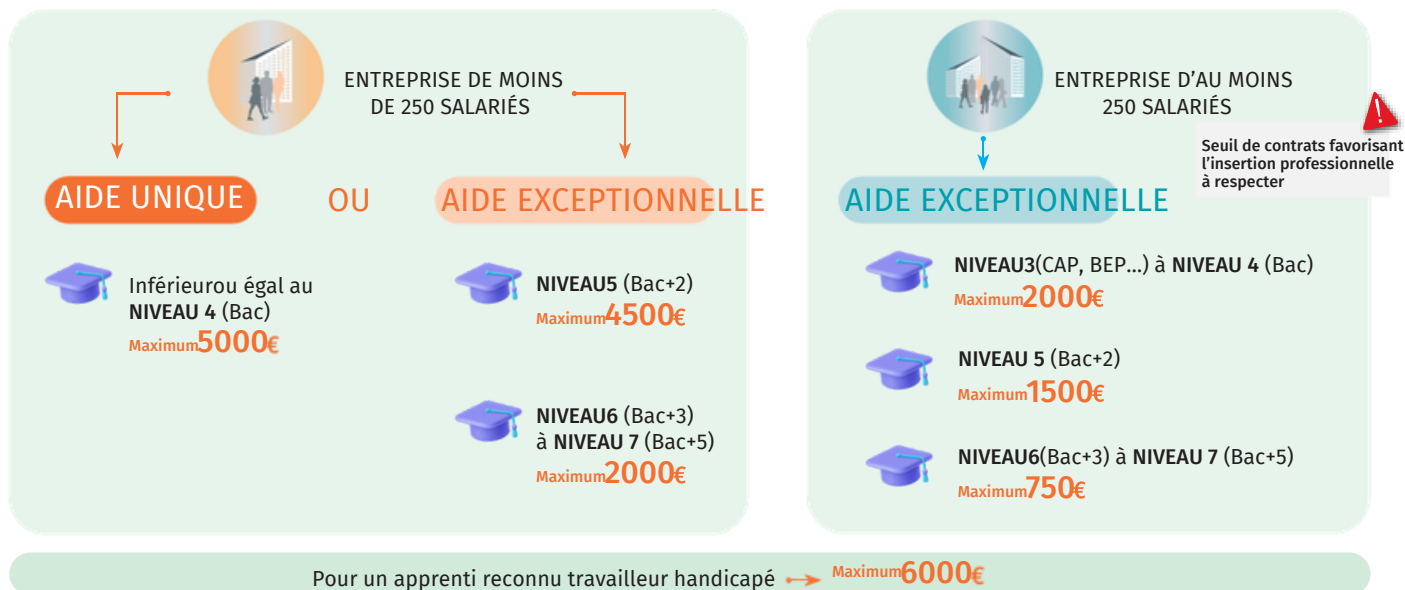 ENTREPRISE DE MOINS
DE 250 SALARIÉS
AIDE UNIQUE
OU
AIDE EXCEPTIONNELLE
Inférieurou égal au
NIVEAU 4 (Bac)
Maximum5000€
NIVEAU5 (Bac+2)
Maximum4500€
NIVEAU6 (Bac+3)
à NIVEAU 7 (Bac+5)
Maximum2000€
ENTREPRISE D’AU MOINS
250 SALARIÉS
!
Seuil de contrats favorisant
l’insertion professionnelle
à respecter
AIDE EXCEPTIONNELLE
NIVEAU3(CAP, BEP...) à NIVEAU 4 (Bac)
Maximum2000€
NIVEAU 5 (Bac+2)
Maximum1500€
NIVEAU6(Bac+3) à NIVEAU 7 (Bac+5)
Maximum750€
Pour un apprenti reconnu travailleur handicapé Maximum6000€